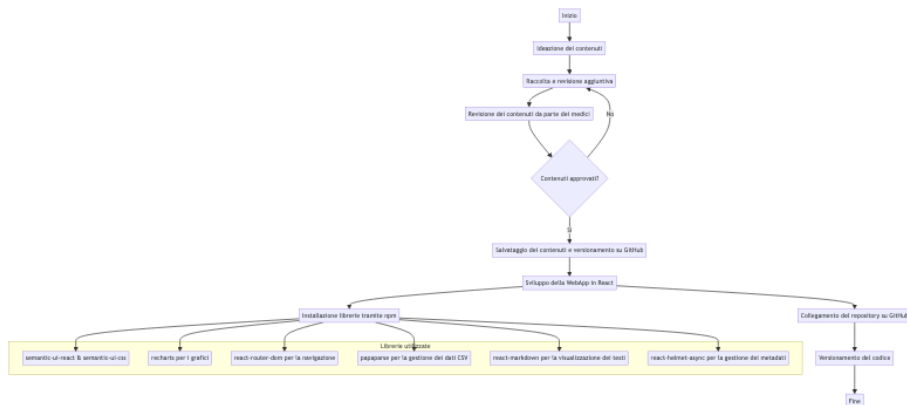 Inizio
Ideazione dei contenuti
Raccolta e revisione aggiuntiva
Revisione dei contenuti da parte dei medici
No
Contenuti approvati?
Sì
Salvataggio dei contenuti e versionamento su GitHub
Sviluppo della WebApp in React
Installazione librerie tramite npm
Collegamento del repository su GitHub
Librerie utilizzate
semantic-ui-react & semantic-ui-css
recharts per i grafici
react-router-dom per la navigazione
papaparse per la gestione dei dati CSV
react-markdown per la visualizzazione dei testi
react-helmet-async per la gestione dei metadati
Versionamento del codice
Fine